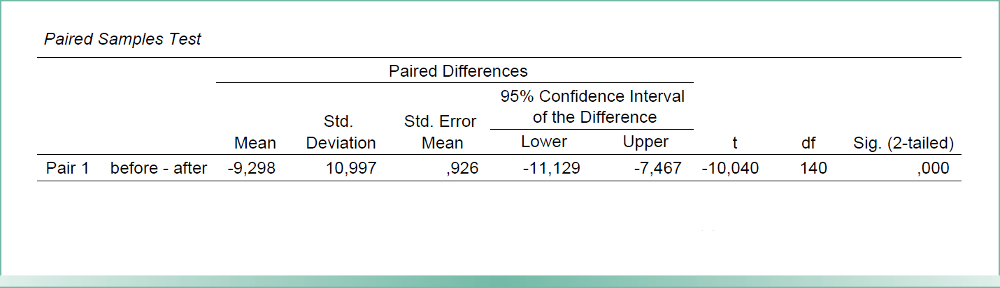 Paired Samples Test
Paired Differences
95% Confidence Interval
of the Difference
Std.
Std. Error
Mean
Deviation
Mean
Lower
Upper
t
df
Sig. (2-tailed)
Pair 1 before - after -9,298 10,997 ,926 -11,129 -7,467 -10,040 140 ,000